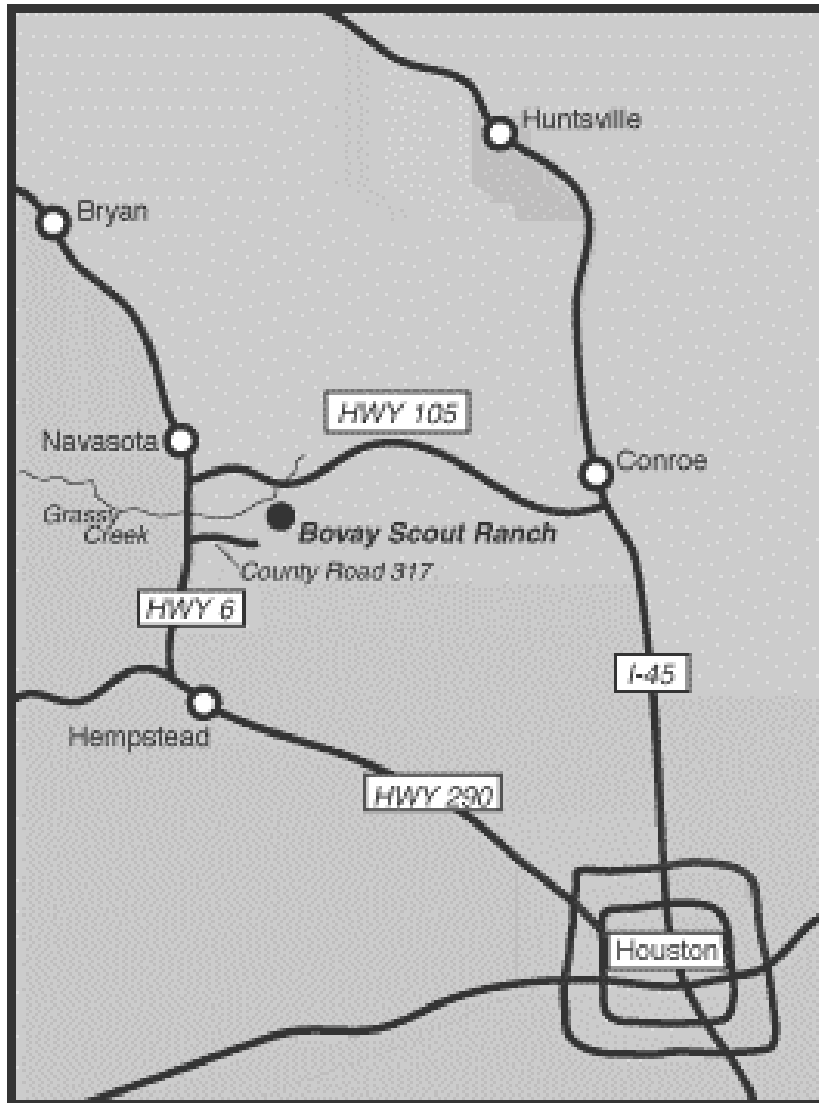 Huntsville
Bryan
HWY 105
Navasota
Conroe
Grassy
Creek
Bovay Scout Ranch
County Road 317
HWY 6
I-45
Hempstead
HWY 290
Houston